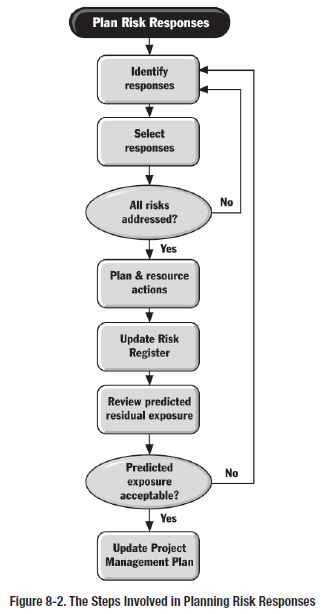 Plan Risk Responses
Identify
responses
Select
responses
All risks
addressed?
No
Yes
Plan & resource
actions
Update Risk
Register
Review predicted
residual exposure
Predicted
exposure
acceptable?
No
Yes
Update Project
Management Plan
Figure 8-2. The Steps Involved in Planning Risk Responses